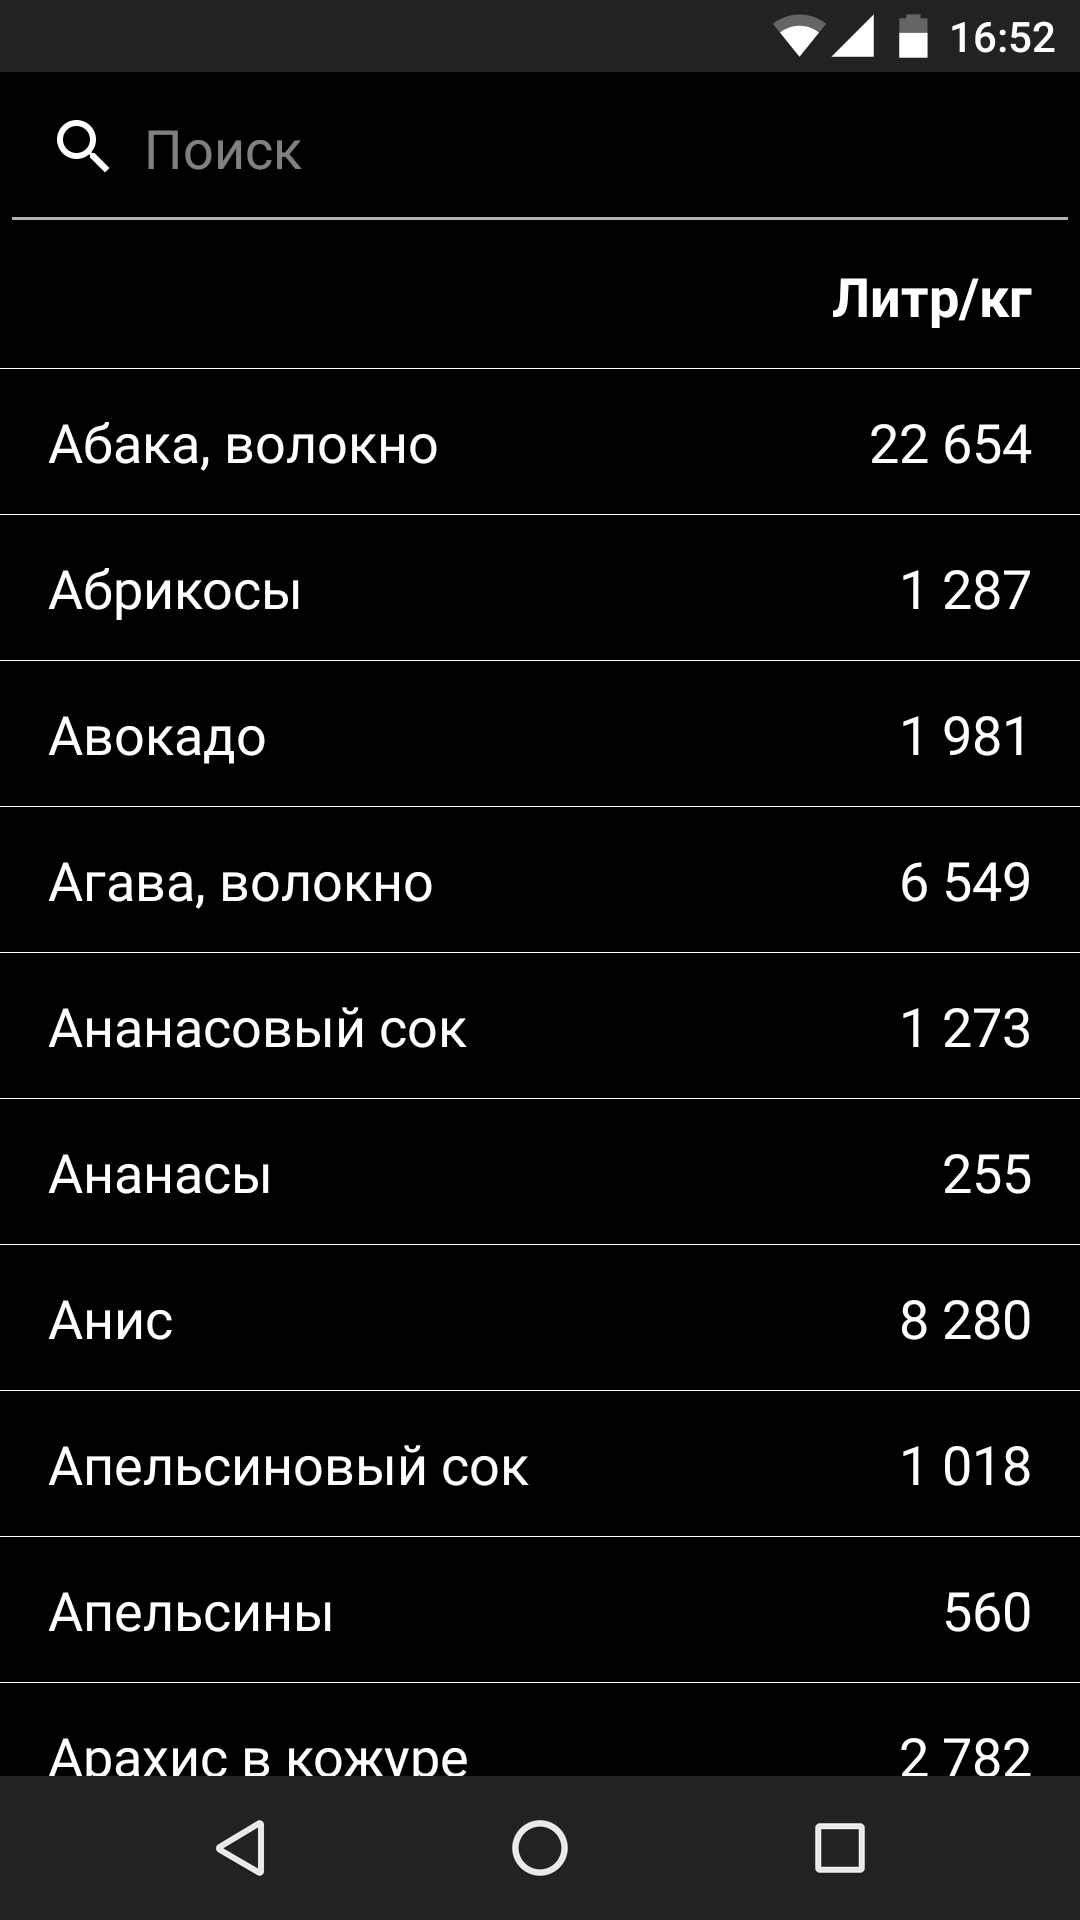 16:52
Поиск
Литр/кг
Абака, волокно 22 654
Абрикосы 1 287
Авокадо 1 981
Агава, волокно 6 549
Ананасовый сок 1 273
Ананасы 255
Анис 8 280
Апельсиновый сок 1 018
Апельсины 560
Арахис в кожуре 2 782